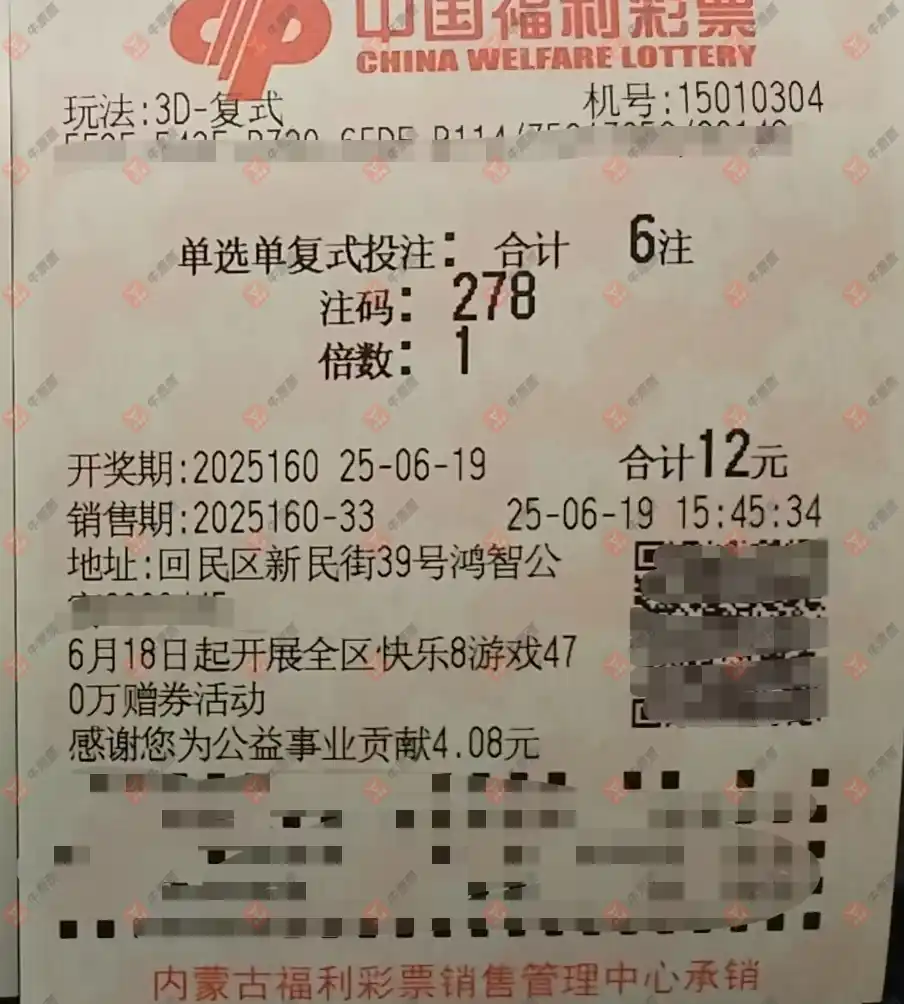 中国福利彩票
CHINA WELFARE LOTTERY
玩法:3D-复式 机号:15010304
单选单复式投注: 合计 6注
注码: 278
倍数: 1
开奖期:2025160 25-06-19 合计12元
销售期:2025160-33 25-06-19 15:45:34
地址:回民区新民街39号鸿智公
6月18日起开展全区快乐8游戏47
0万赠券活动
感谢您为公益事业贡献4.08元
内蒙古福利彩票销售管理中心承销